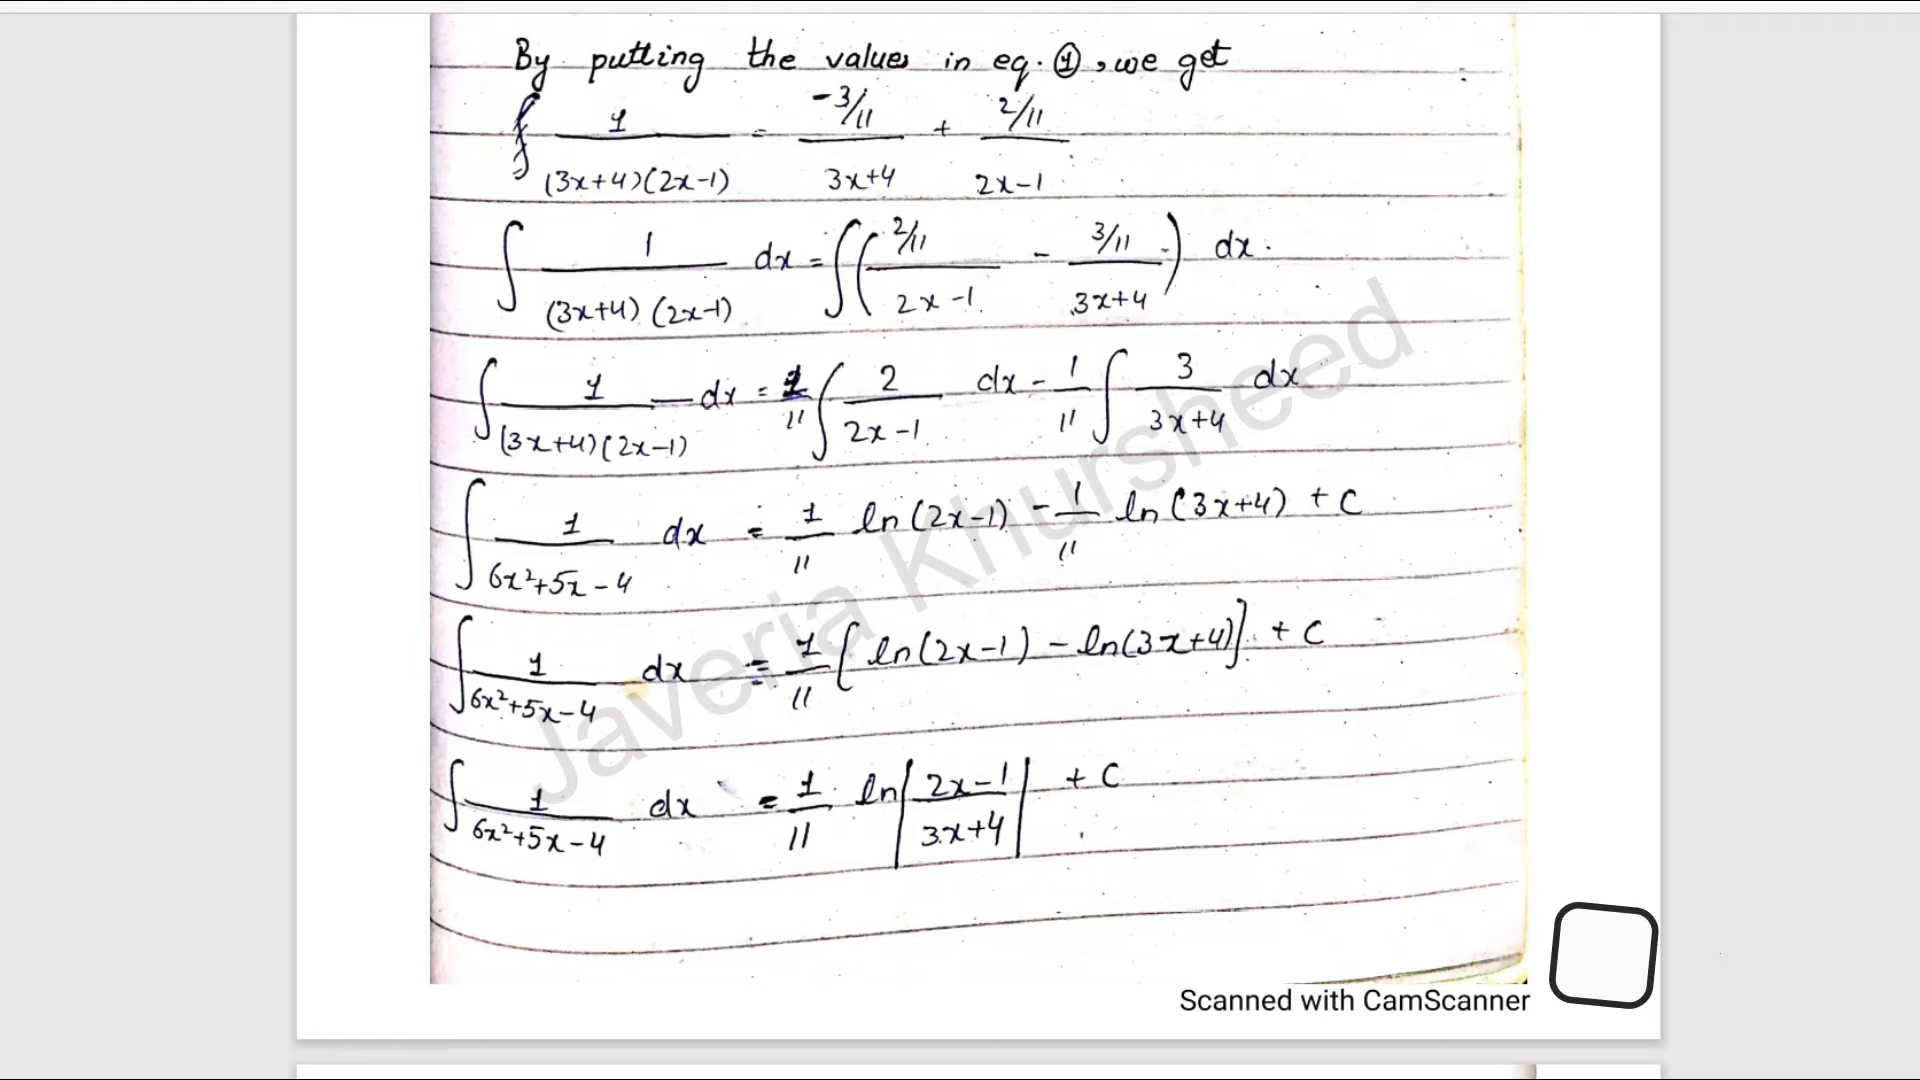 By putting the values in eq. ①, we get
∫ 1/((3x+4)(2x-1)) = (-3/11)/(3x+4) + (2/11)/(2x-1)
∫ 1/((3x+4)(2x-1)) dx = ∫((2/11)/(2x-1) - (3/11)/(3x+4)) dx.
∫ 1/((3x+4)(2x-1)) dx = 1/11 ∫ 2/(2x-1) dx - 1/11 ∫ 3/(3x+4) dx
∫ 1/(6x²+5x-4) dx = 1/11 ln(2x-1) - 1/11 ln(3x+4) + C
∫ 1/(6x²+5x-4) dx = 1/11 [ln(2x-1) - ln(3x+4)] + C
∫ 1/(6x²+5x-4) dx = 1/11 ln|(2x-1)/(3x+4)| + C
Javeria Khursheed
Scanned with CamScanner